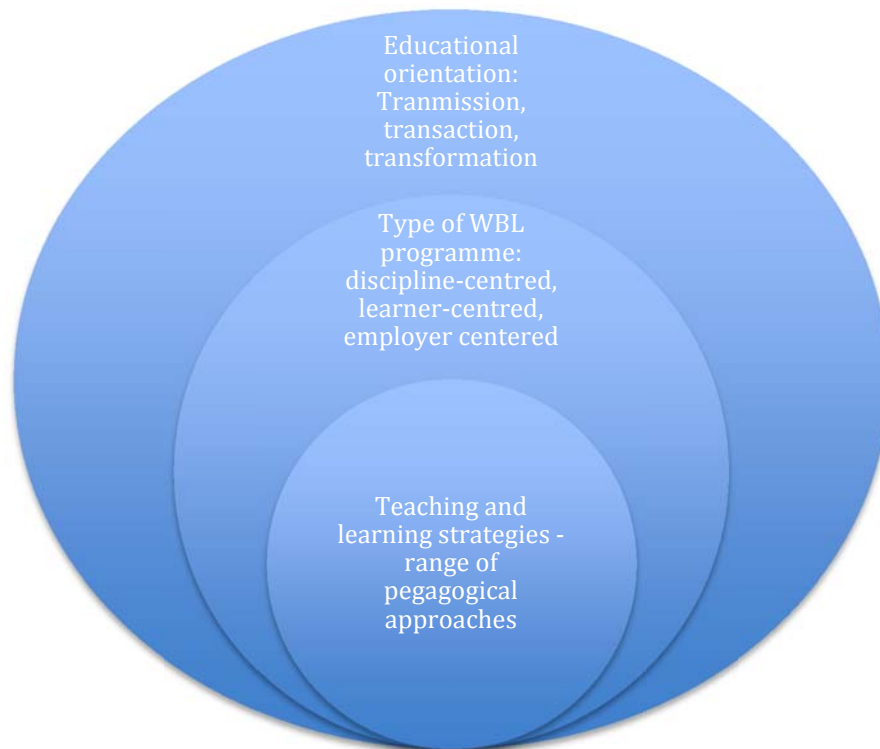 Educational
orientation:
Tranmission,
transaction,
transformation
Type of WBL
programme:
discipline-centred,
learner-centred,
employer centered
Teaching and
learning strategies -
range of
pegagogical
approaches